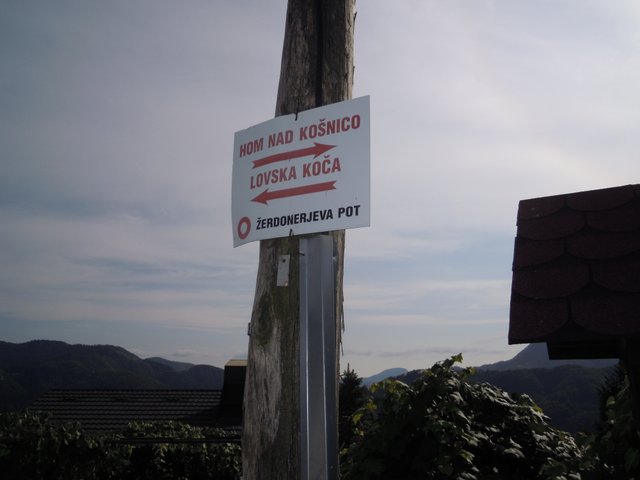 HOM NAD KOŠNICO
LOVSKA KOČA
ŽERDONERJEVA POT